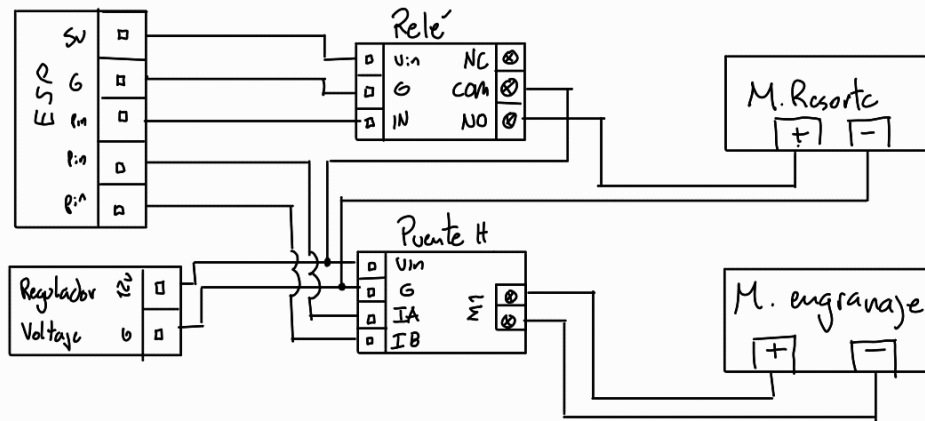 Relé
ESP
5V
G
Pin
Pin
Pin
Vin
G
IN
NC
COM
NO
M. Resorte
+
-
Puente H
Vin
G
IA
IB
M1
Regulador
Voltaje
12V
G
M. engranaje
+
-